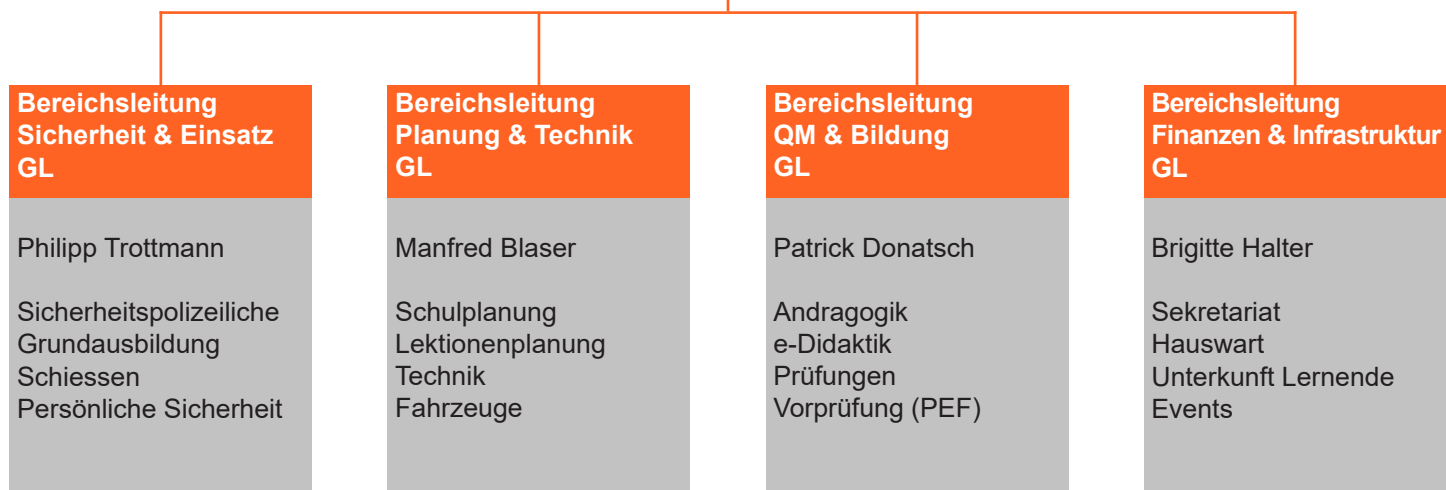 Bereichsleitung
Sicherheit & Einsatz
GL
Philipp Trottmann
Sicherheitspolizeiliche
Grundausbildung
Schiessen
Persönliche Sicherheit
Bereichsleitung
Planung & Technik
GL
Manfred Blaser
Schulplanung
Lektionenplanung
Technik
Fahrzeuge
Bereichsleitung
QM & Bildung
GL
Patrick Donatsch
Andragogik
e-Didaktik
Prüfungen
Vorprüfung (PEF)
Bereichsleitung
Finanzen & Infrastruktur
GL
Brigitte Halter
Sekretariat
Hauswart
Unterkunft Lernende
Events